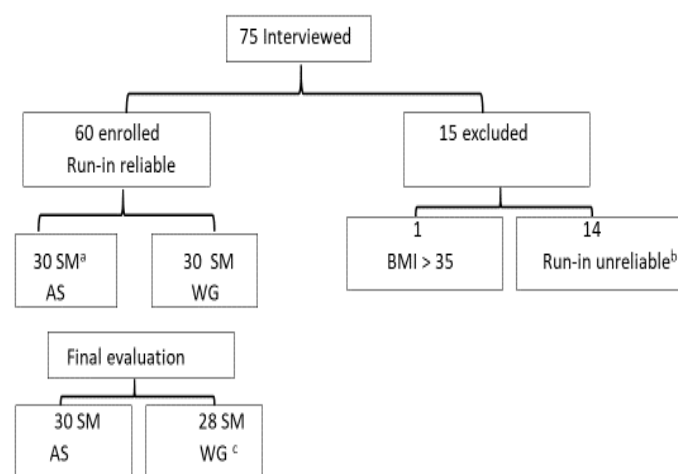 75 Interviewed
60 enrolled
Run-in reliable
15 excluded
30 SMᵃ
AS
30 SM
WG
1
BMI > 35
14
Run-in unreliableᵇ
Final evaluation
30 SM
AS
28 SM
WG ᶜ